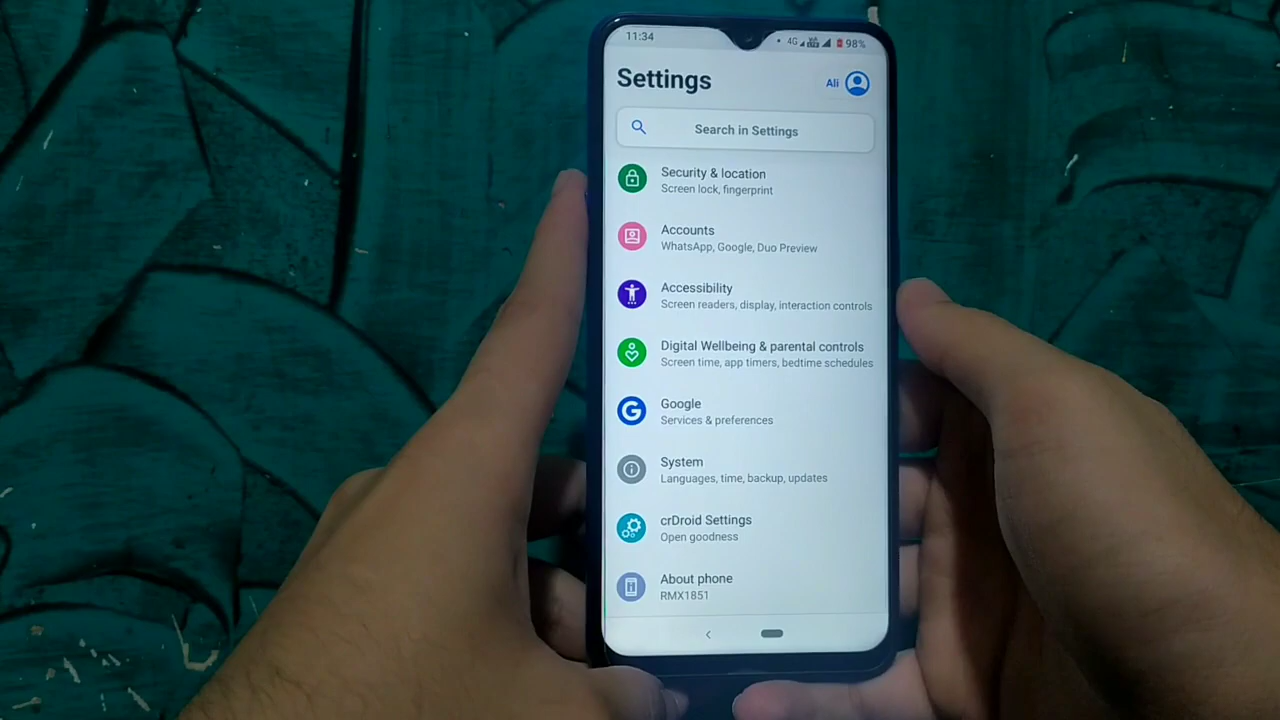 11:34
4G
98%
Settings
Ali
Search in Settings
Security & location
Screen lock, fingerprint
Accounts
WhatsApp, Google, Duo Preview
Accessibility
Screen readers, display, interaction controls
Digital Wellbeing & parental controls
Screen time, app timers, bedtime schedules
Google
Services & preferences
System
Languages, time, backup, updates
crDroid Settings
Open goodness
About phone
RMX1851